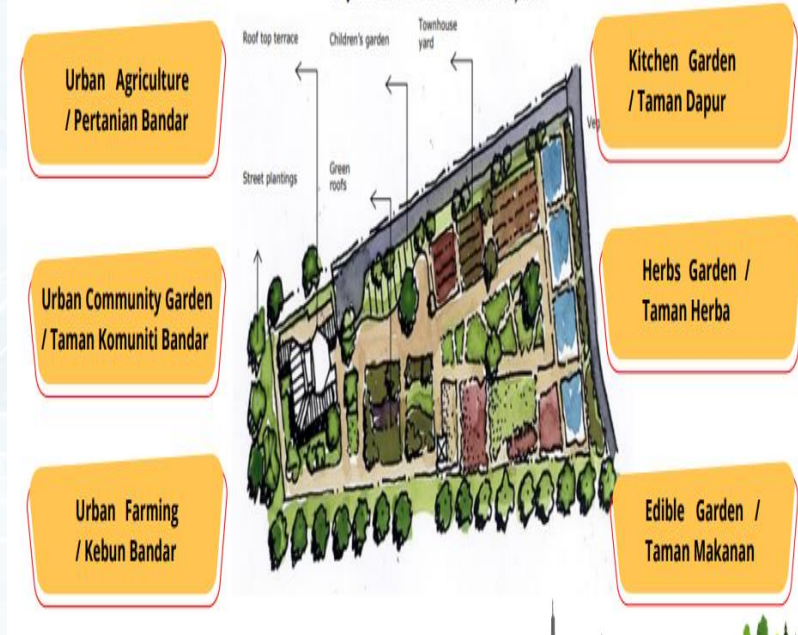 Urban Agriculture
/ Pertanian Bandar
Urban Community Garden
/ Taman Komuniti Bandar
Urban Farming
/ Kebun Bandar
Roof top terrace
Children's garden
Townhouse
yard
Street plantings
Green
roofs
Kitchen Garden
/ Taman Dapur
Herbs Garden /
Taman Herba
Edible Garden /
Taman Makanan